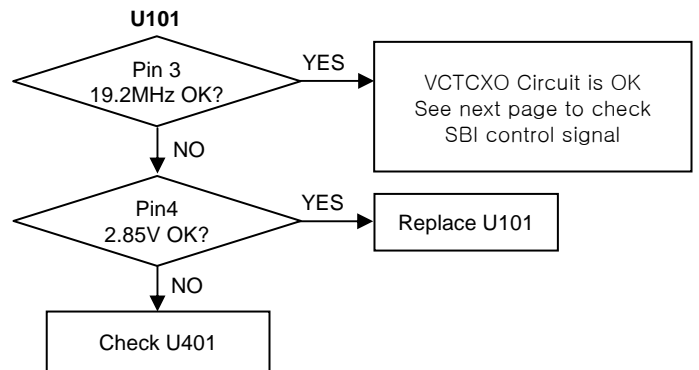 U101
Pin 3
19.2MHz OK?
YES
VCTCXO Circuit is OK
See next page to check
SBI control signal
NO
Pin4
2.85V OK?
YES
Replace U101
NO
Check U401